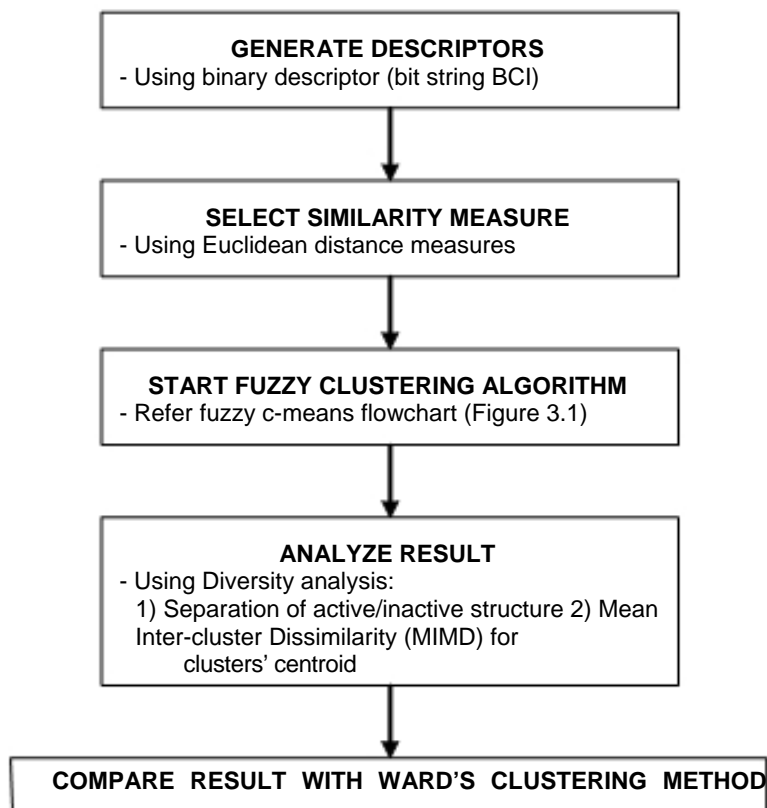 GENERATE DESCRIPTORS
- Using binary descriptor (bit string BCI)
SELECT SIMILARITY MEASURE
- Using Euclidean distance measures
START FUZZY CLUSTERING ALGORITHM
- Refer fuzzy c-means flowchart (Figure 3.1)
ANALYZE RESULT
- Using Diversity analysis:
1) Separation of active/inactive structure 2) Mean
Inter-cluster Dissimilarity (MIMD) for
clusters’ centroid
COMPARE RESULT WITH WARD’S CLUSTERING METHOD